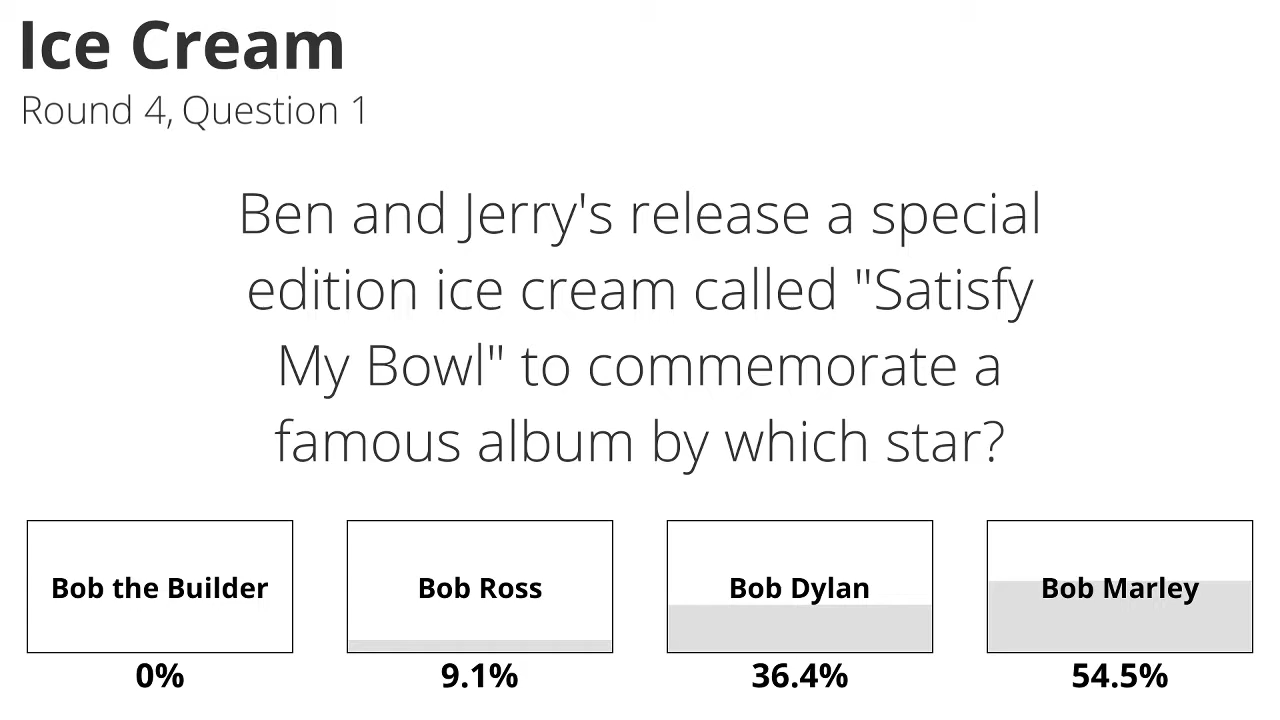 Ice Cream
Round 4, Question 1
Ben and Jerry's release a special
edition ice cream called "Satisfy
My Bowl" to commemorate a
famous album by which star?
Bob the Builder
Bob Ross
Bob Dylan
Bob Marley
0%
9.1%
36.4%
54.5%